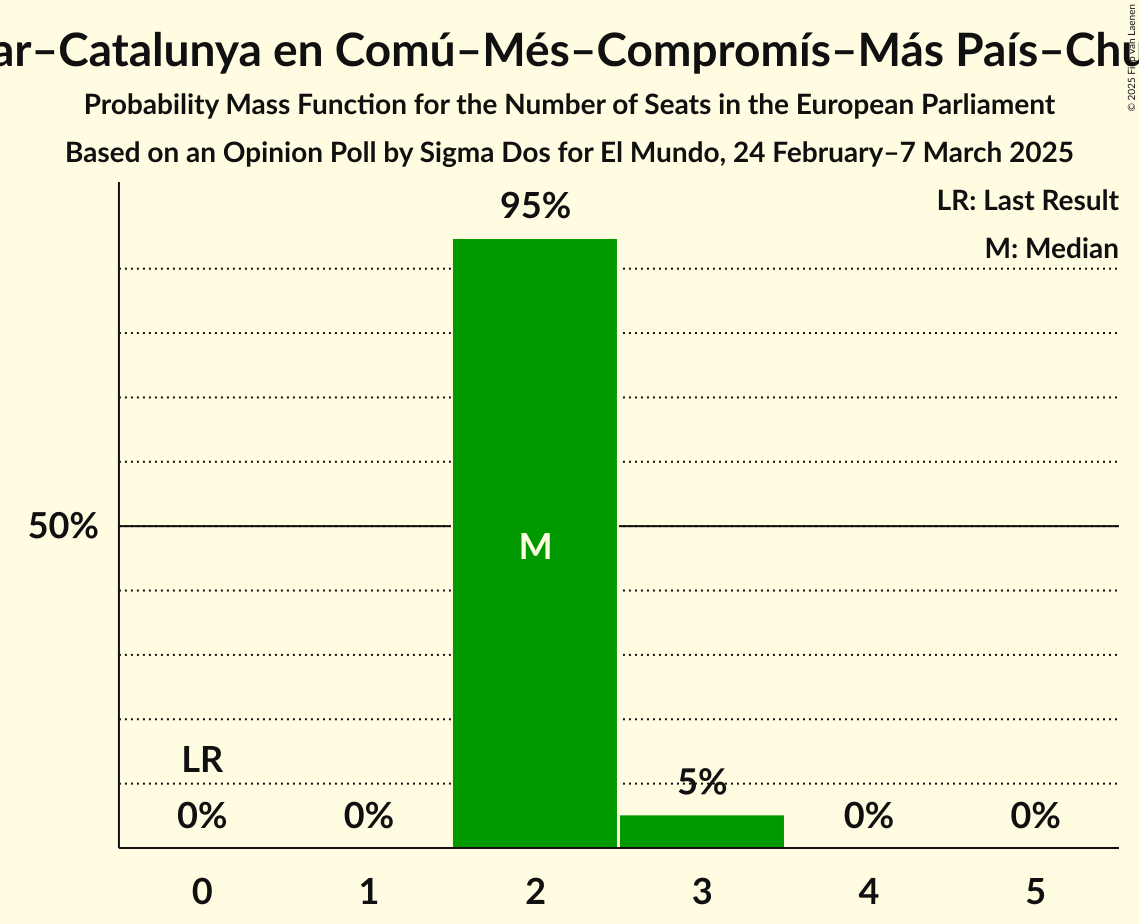 ar–Catalunya en Comú–Més–Compromís–Más País–Chu
© 2025 Filip van Laenen
Probability Mass Function for the Number of Seats in the European Parliament
Based on an Opinion Poll by Sigma Dos for El Mundo, 24 February–7 March 2025
LR: Last Result
M: Median
95%
50%
M
LR
5%
0%
0%
0%
0%
0
1
2
3
4
5